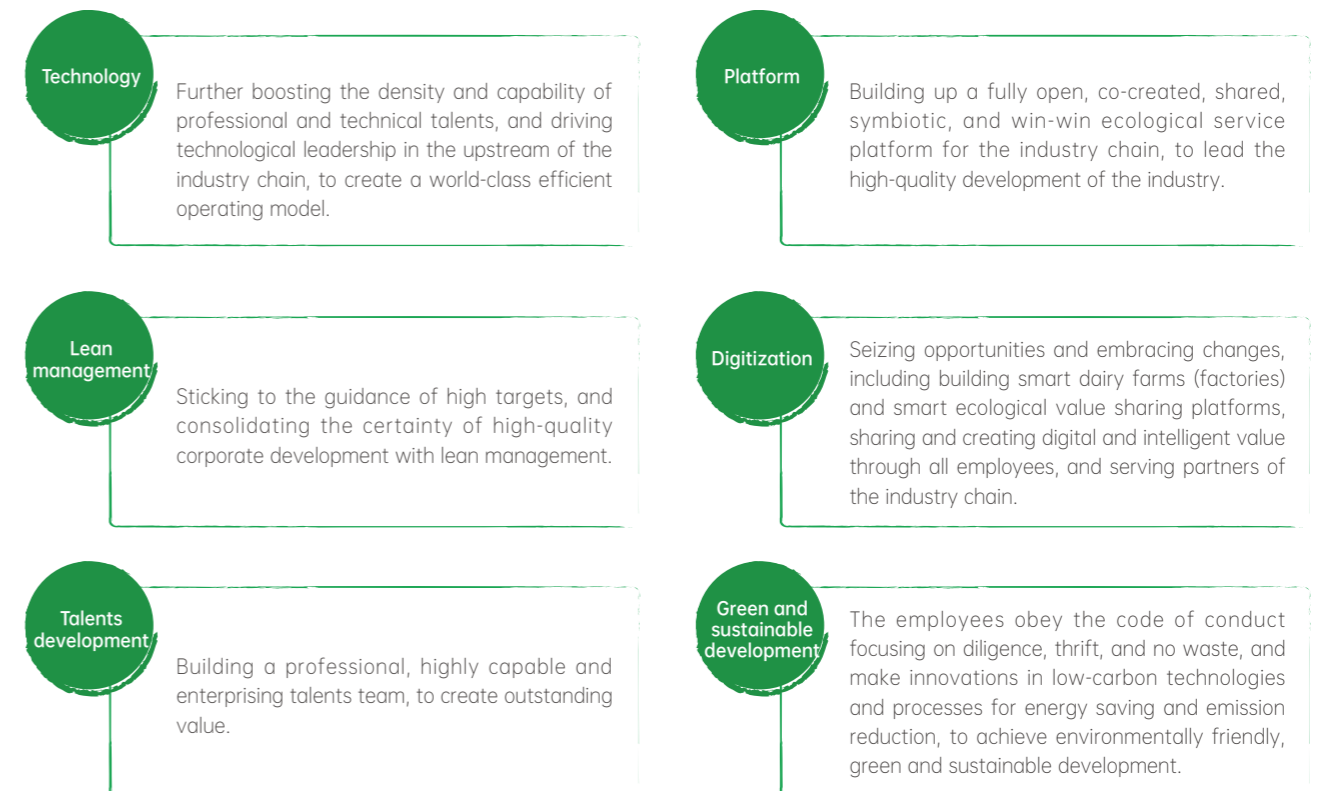 Technology
Further boosting the density and capability of
professional and technical talents, and driving
technological leadership in the upstream of the
industry chain, to create a world-class efficient
operating model.
Platform
Building up a fully open, co-created, shared,
symbiotic, and win-win ecological service
platform for the industry chain, to lead the
high-quality development of the industry.
Lean
management
Sticking to the guidance of high targets, and
consolidating the certainty of high-quality
corporate development with lean management.
Digitization
Seizing opportunities and embracing changes,
including building smart dairy farms (factories)
and smart ecological value sharing platforms,
sharing and creating digital and intelligent value
through all employees, and serving partners of
the industry chain.
Talents
development
Building a professional, highly capable and
enterprising talents team, to create outstanding
value.
Green and
sustainable
development
The employees obey the code of conduct
focusing on diligence, thrift, and no waste, and
make innovations in low-carbon technologies
and processes for energy saving and emission
reduction, to achieve environmentally friendly,
green and sustainable development.